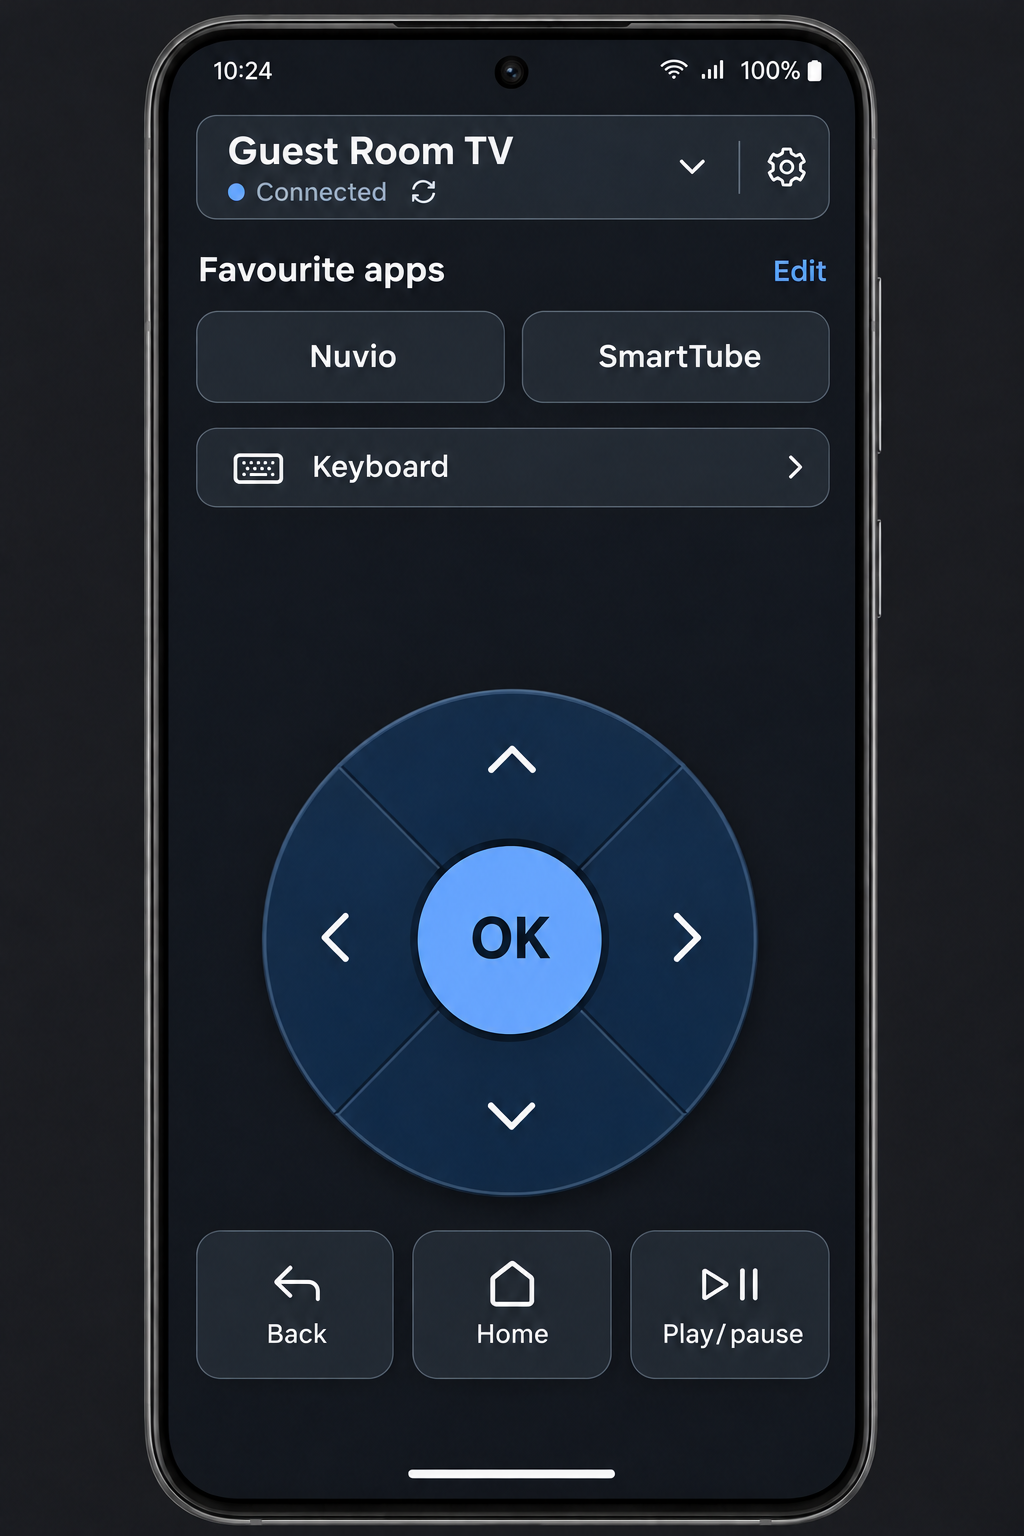 10:24
100%
Guest Room TV
Connected
Favourite apps
Edit
Nuvio
SmartTube
Keyboard
OK
Back
Home
Play/pause